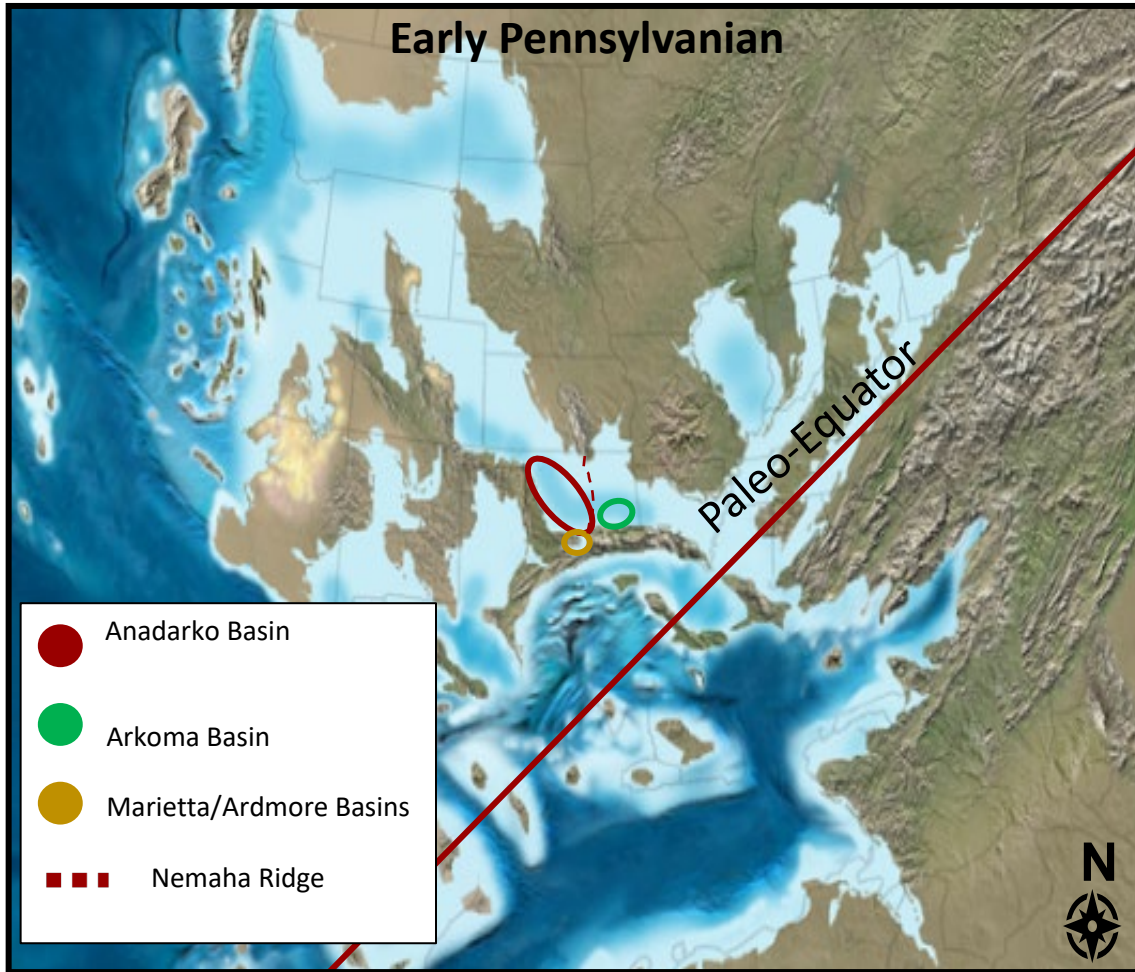 Early Pennsylvanian
Paleo-Equator
Anadarko Basin
Arkoma Basin
Marietta/Ardmore Basins
Nemaha Ridge
N